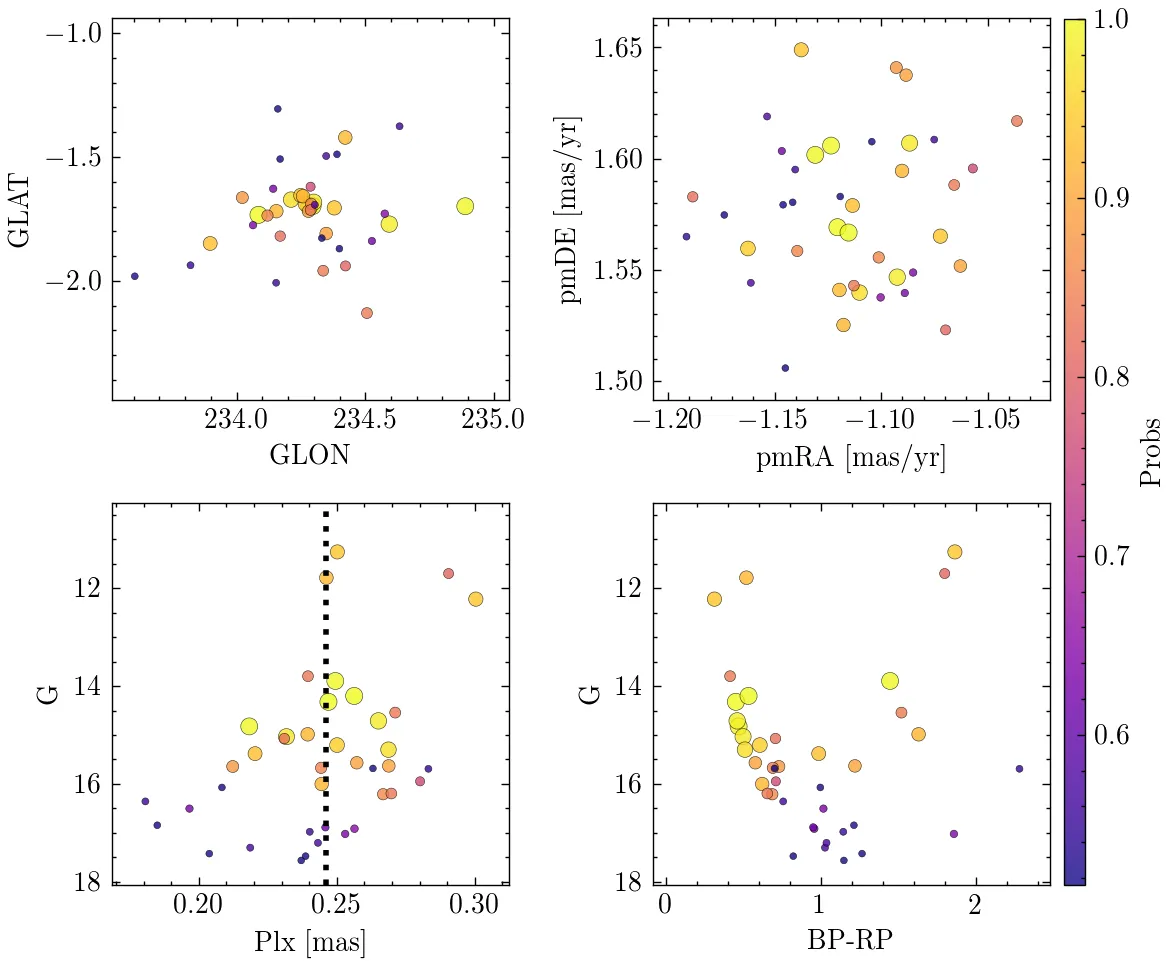 −1.0
−1.5
−2.0
GLAT
234.0 234.5 235.0
GLON
1.65
1.60
1.55
1.50
pmDE [mas/yr]
−1.20 −1.15 −1.10 −1.05
pmRA [mas/yr]
1.0
0.9
0.8
0.7
0.6
Probs
12
14
16
18
G
0.20 0.25 0.30
Plx [mas]
12
14
16
18
G
0 1 2
BP-RP